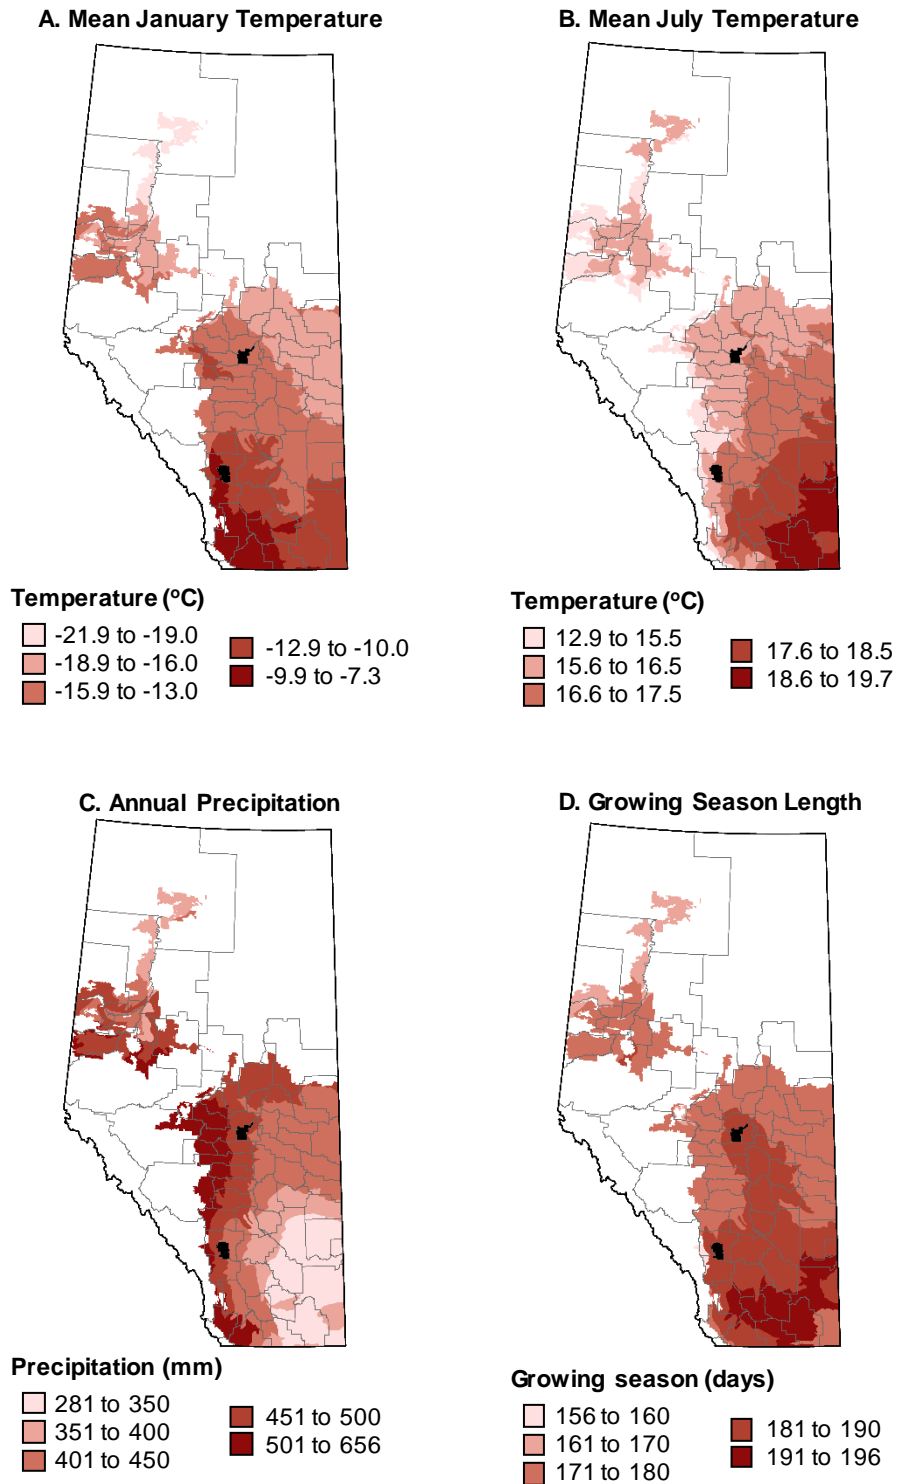 A. Mean January Temperature
B. Mean July Temperature
Temperature (°C)
-21.9 to -19.0
-18.9 to -16.0
-15.9 to -13.0
-12.9 to -10.0
-9.9 to -7.3
Temperature (°C)
12.9 to 15.5
15.6 to 16.5
16.6 to 17.5
17.6 to 18.5
18.6 to 19.7
C. Annual Precipitation
D. Growing Season Length
Precipitation (mm)
281 to 350
351 to 400
401 to 450
451 to 500
501 to 656
Growing season (days)
156 to 160
161 to 170
171 to 180
181 to 190
191 to 196